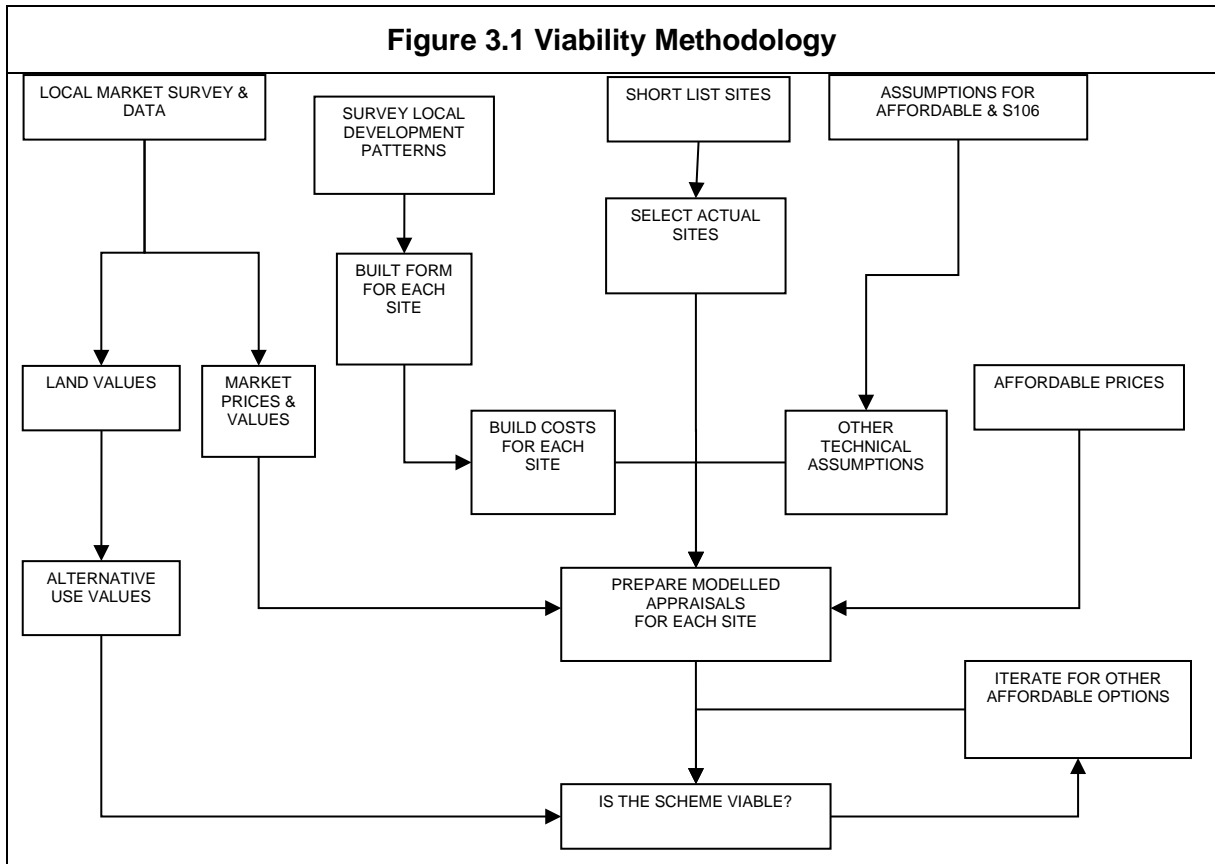 Figure 3.1 Viability Methodology
LOCAL MARKET SURVEY &
DATA
SURVEY LOCAL
DEVELOPMENT
PATTERNS
SHORT LIST SITES
ASSUMPTIONS FOR
AFFORDABLE & S106
SELECT ACTUAL
SITES
BUILT FORM
FOR EACH
SITE
LAND VALUES
MARKET
PRICES &
VALUES
AFFORDABLE PRICES
BUILD COSTS
FOR EACH
SITE
OTHER
TECHNICAL
ASSUMPTIONS
ALTERNATIVE
USE VALUES
PREPARE MODELLED
APPRAISALS
FOR EACH SITE
ITERATE FOR OTHER
AFFORDABLE OPTIONS
IS THE SCHEME VIABLE?